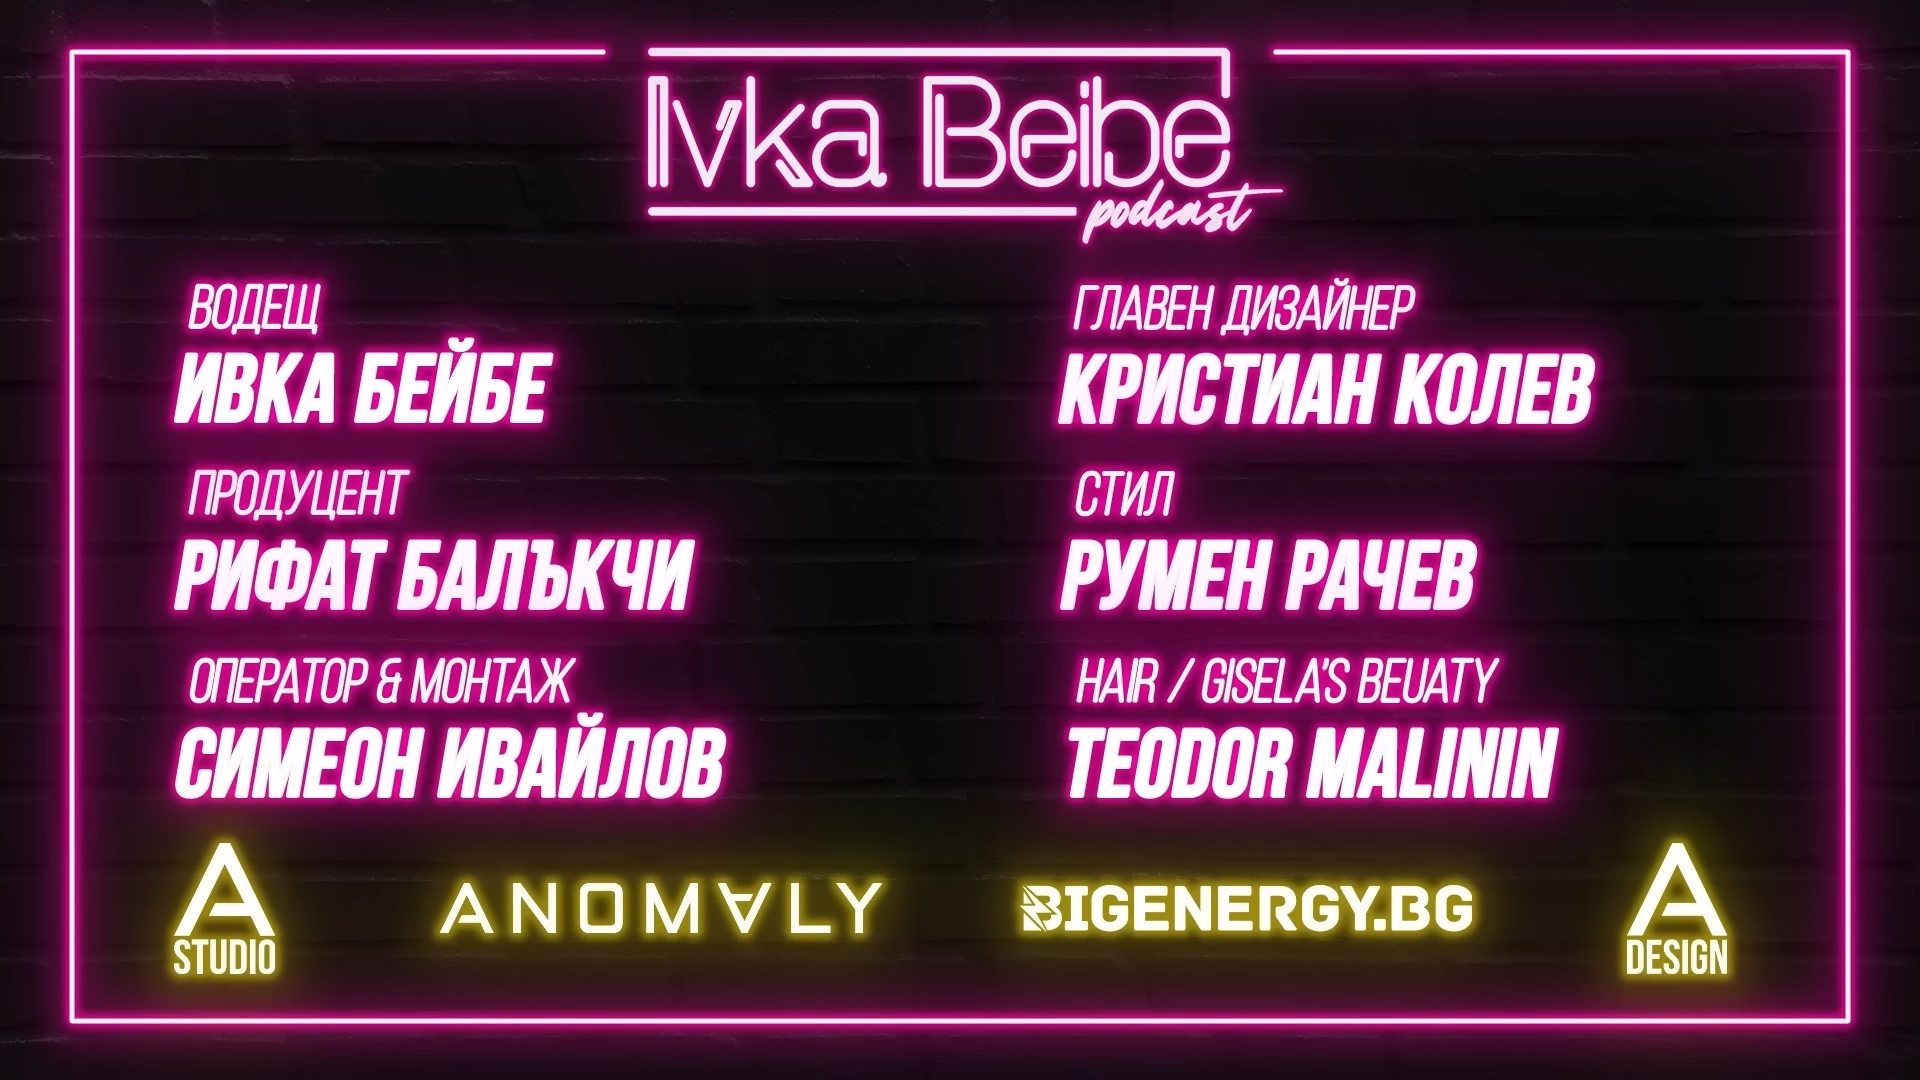 Ivka Beibe
podcast
ВОДЕЩ
ИВКА БЕЙБЕ
ПРОДУЦЕНТ
РИФАТ БАЛЪКЧИ
ОПЕРАТОР & МОНТАЖ
СИМЕОН ИВАЙЛОВ
ГЛАВЕН ДИЗАЙНЕР
КРИСТИАН КОЛЕВ
СТИЛ
РУМЕН РАЧЕВ
HAIR / GISELA'S BEUATY
TEODOR MALININ
A
STUDIO
ANOMALY
BIGENERGY.BG
A
DESIGN